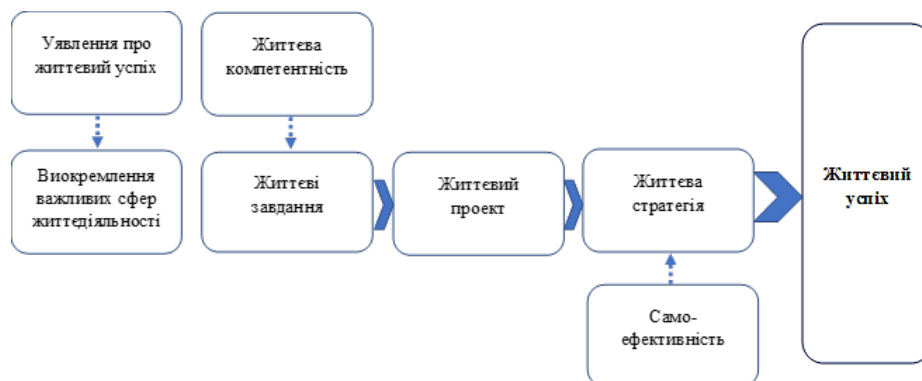 Уявлення про
життєвий успіх
Життєва
компетентність
Виокремлення
важливих сфер
життєдіяльності
Життєві
завдання
Життєвий
проект
Життєва
стратегія
Життєвий
успіх
Само-
ефективність